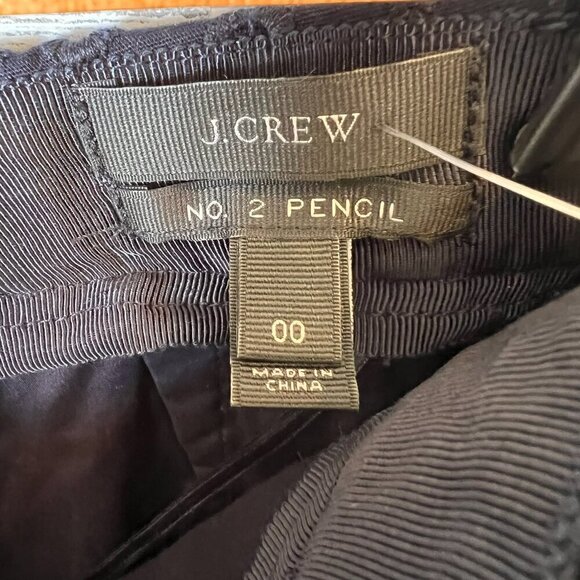 J.CREW
NO. 2 PENCIL
00
MADE IN
CHINA